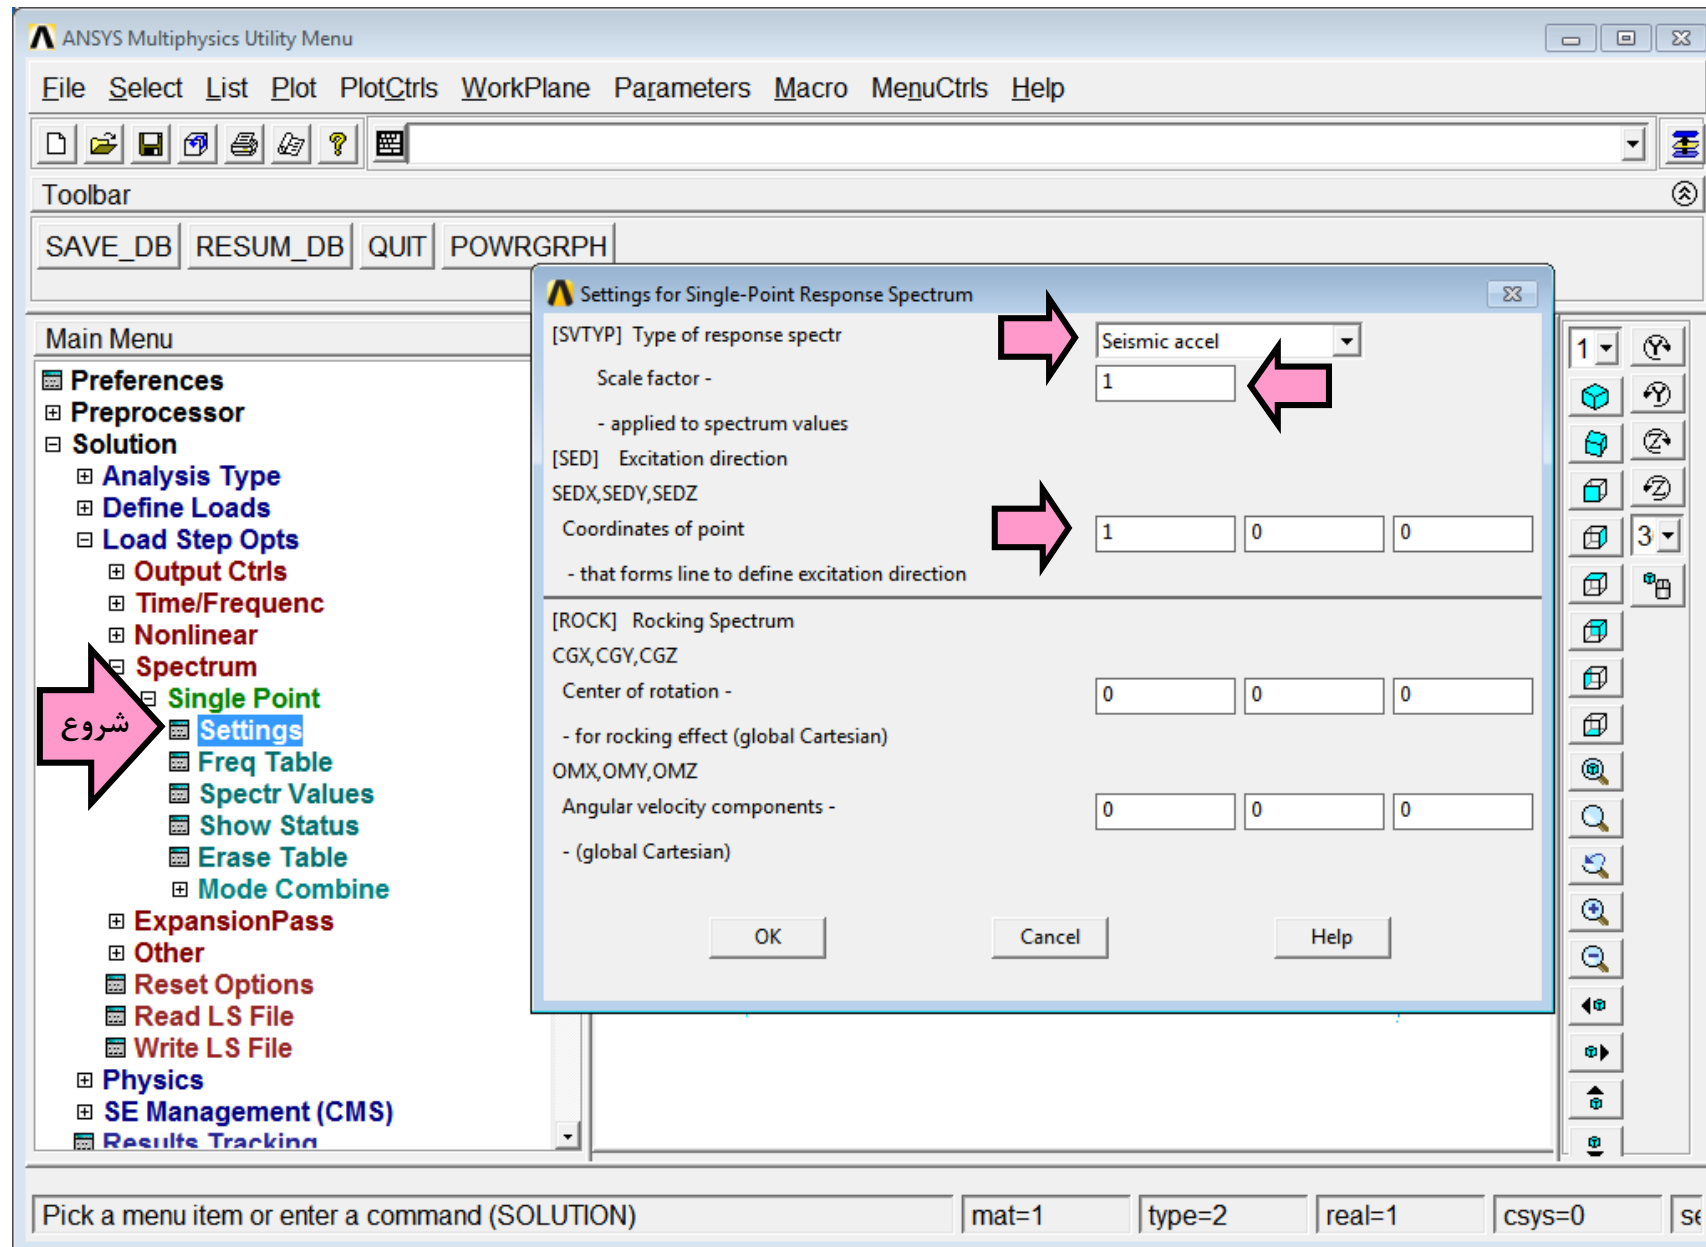 ANSYS Multiphysics Utility Menu
File Select List Plot PlotCtrls WorkPlane Parameters Macro MenuCtrls Help
Toolbar
SAVE_DB RESUM_DB QUIT POWRGRPH
Main Menu
Preferences
Preprocessor
Solution
Analysis Type
Define Loads
Load Step Opts
Output Ctrls
Time/Frequenc
Nonlinear
Spectrum
Single Point
شروع
Settings
Freq Table
Spectr Values
Show Status
Erase Table
Mode Combine
ExpansionPass
Other
Reset Options
Read LS File
Write LS File
Physics
SE Management (CMS)
Results Tracking
Settings for Single-Point Response Spectrum
[SVTYP] Type of response spectr Seismic accel
Scale factor - 1
- applied to spectrum values
[SED] Excitation direction
SEDX,SEDY,SEDZ
Coordinates of point 1 0 0
- that forms line to define excitation direction
[ROCK] Rocking Spectrum
CGX,CGY,CGZ
Center of rotation - 0 0 0
- for rocking effect (global Cartesian)
OMX,OMY,OMZ
Angular velocity components - 0 0 0
- (global Cartesian)
OK Cancel Help
1
3
Pick a menu item or enter a command (SOLUTION) mat=1 type=2 real=1 csys=0